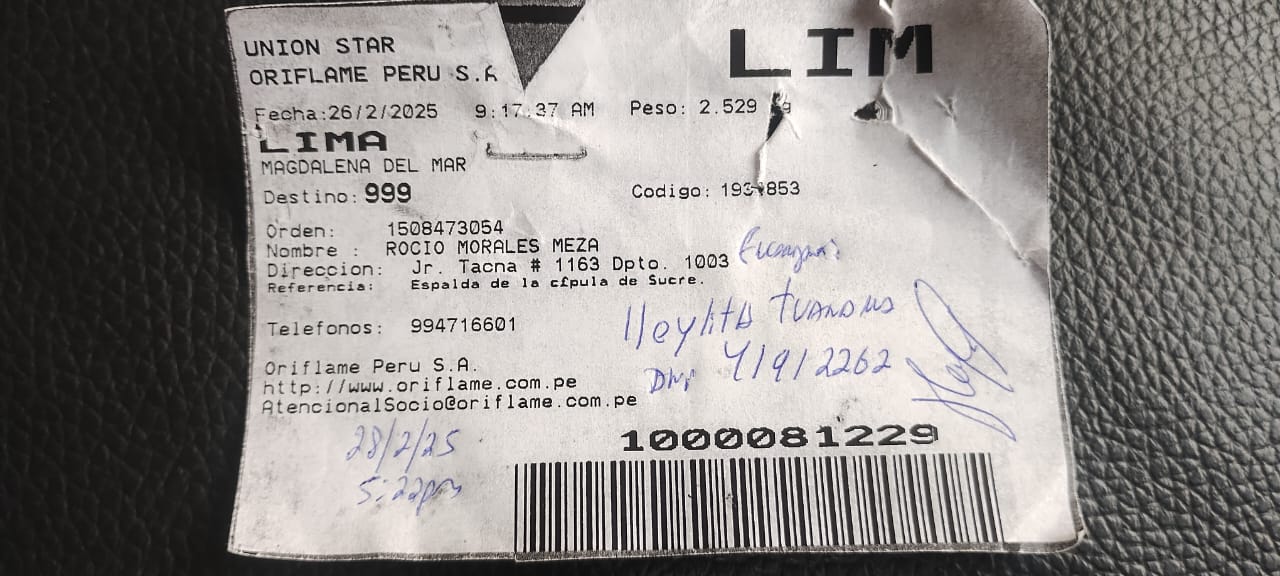 UNION STAR
LIM
ORIFLAME PERU S.A
Fecha:26/2/2025 9:17:37 AM Peso: 2.529 kg
LIMA
MAGDALENA DEL MAR
Destino: 999 Codigo:
Orden: 1508473054
Nombre : ROCIO MORALES MEZA
Direccion: Jr. Tacna # 1163 Dpto. 1003
Referencia: Espalda de la cfpula de Sucre.
Telefonos: 994716601
Oriflame Peru S.A.
http://www.oriflame.com.pe
AtencionalSocio@oriflame.com.pe
1000081229
28/2/25
5:22pm